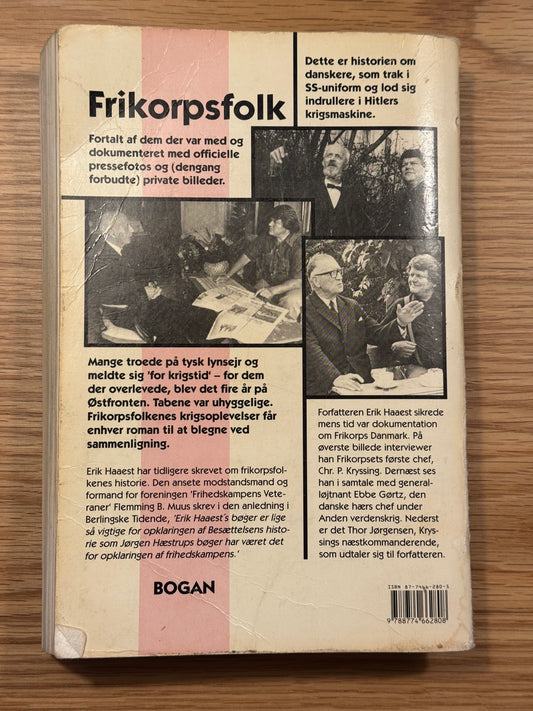 Frikorpsfolk
Fortalt af dem der var med og
dokumenteret med officielle
pressefotos og (dengang
forbudte) private billeder.
Dette er historien om
danskere, som trak i
SS-uniform og lod sig
indrullere i Hitlers
krigsmaskine.
Mange troede på tysk lynsejr og
meldte sig 'for krigstid' – for dem
der overlevede, blev det fire år på
Østfronten. Tabene var uhyggelige.
Frikorpsfolkenes krigsoplevelser får
enhver roman til at blegne ved
sammenligning.
Erik Haaest har tidligere skrevet om frikorpsfol-
kenes historie. Den ansete modstandsmand og
formand for foreningen 'Frihedskampens Vete-
raner' Flemming B. Muus skrev i den anledning i
Berlingske Tidende, 'Erik Haaest´s bøger er lige
så vigtige for opklaringen af Besættelsens histo-
rie som Jørgen Hæstrups bøger har været det
for opklaringen af frihedskampens.'
Forfatteren Erik Haaest sikrede
mens tid var dokumentation
om Frikorps Danmark. På
øverste billede interviewer
han Frikorpsets første chef,
Chr. P. Kryssing. Dernæst ses
han i samtale med general-
løjtnant Ebbe Gørtz, den
danske hærs chef under
Anden verdenskrig. Nederst
er det Thor Jørgensen, Krys-
sings næstkommanderende,
som udtaler sig til forfatteren.
BOGAN
ISBN 87-7466-280-5
9 788774 662808